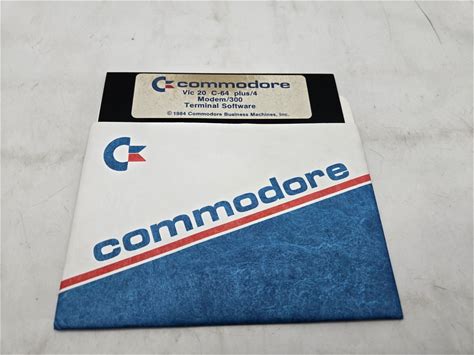 commodore
Vic 20 C-64 plus/4
Modem/300
Terminal Software
© 1984 Commodore Business Machines, Inc.
commodore